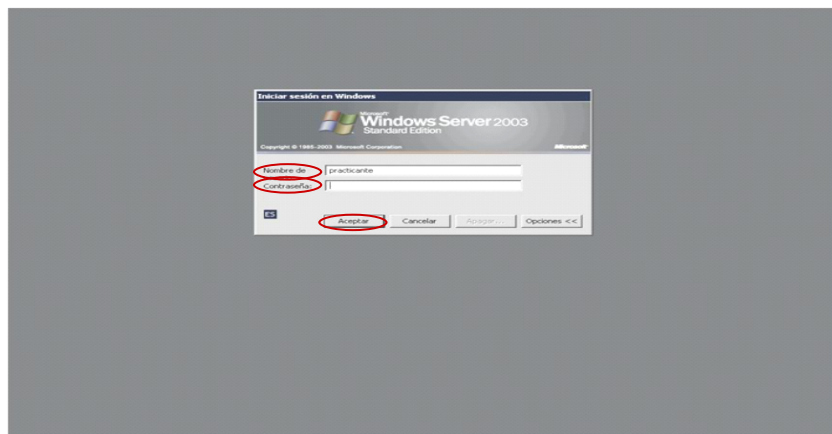 Iniciar sesión en Windows
Microsoft
Windows Server 2003
Standard Edition
Copyright © 1985-2003 Microsoft Corporation
Microsoft
Nombre de
practicante
Contraseña:
ES
Aceptar
Cancelar
Apagar...
Opciones <<